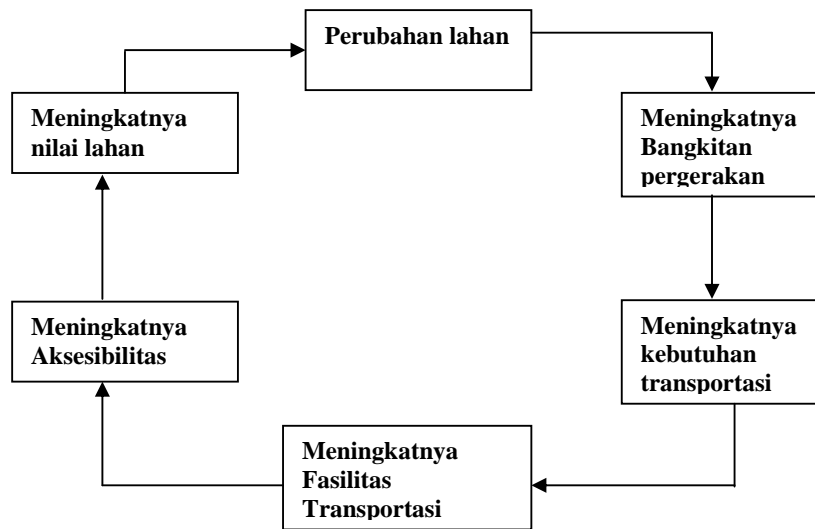 Perubahan lahan
Meningkatnya
Bangkitan
pergerakan
Meningkatnya
kebutuhan
transportasi
Meningkatnya
Fasilitas
Transportasi
Meningkatnya
Aksesibilitas
Meningkatnya
nilai lahan